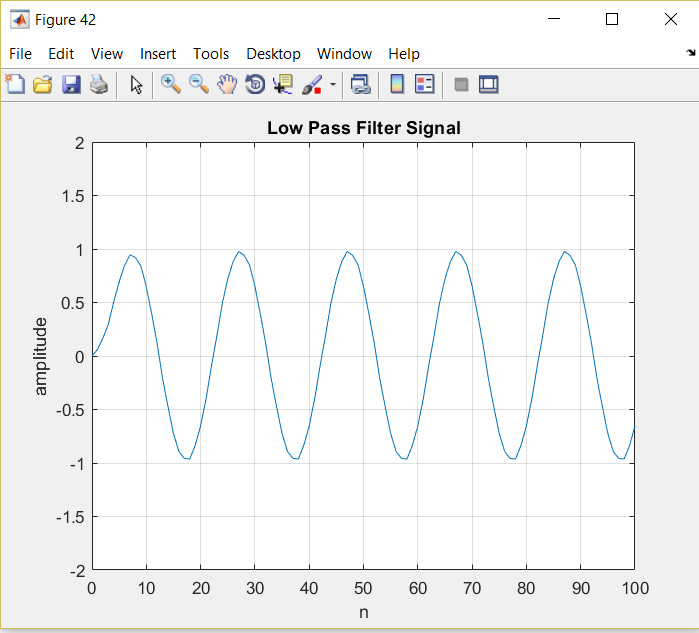 Figure 42
File Edit View Insert Tools Desktop Window Help
Low Pass Filter Signal
2
1.5
1
0.5
0
-0.5
-1
-1.5
-2
amplitude
0 10 20 30 40 50 60 70 80 90 100
n